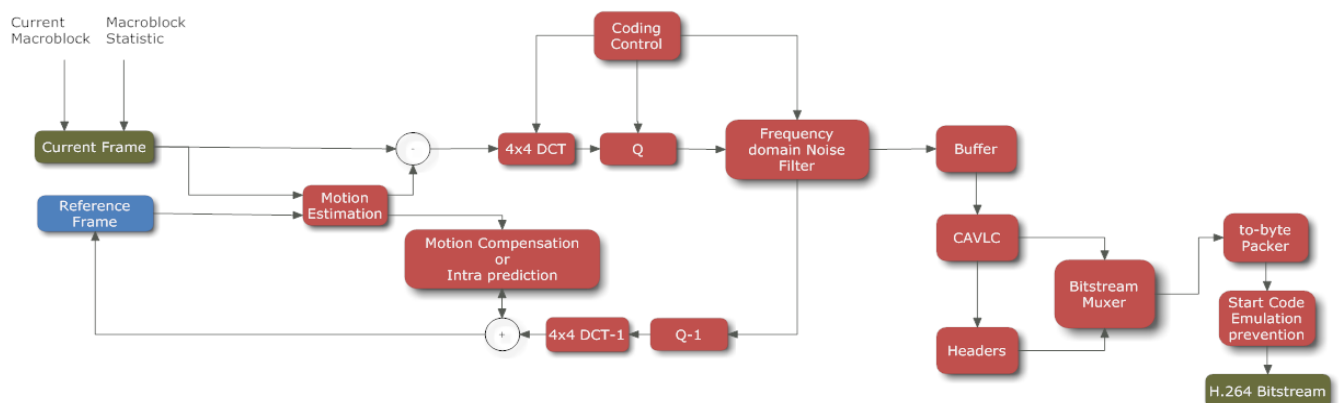 Current
Macroblock
Macroblock
Statistic
Coding
Control
Current Frame
-
4x4 DCT
Q
Frequency
domain Noise
Filter
Buffer
Reference
Frame
Motion
Estimation
Motion Compensation
or
Intra prediction
CAVLC
to-byte
Packer
Bitstream
Muxer
+
4x4 DCT-1
Q-1
Headers
Start Code
Emulation
prevention
H.264 Bitstream